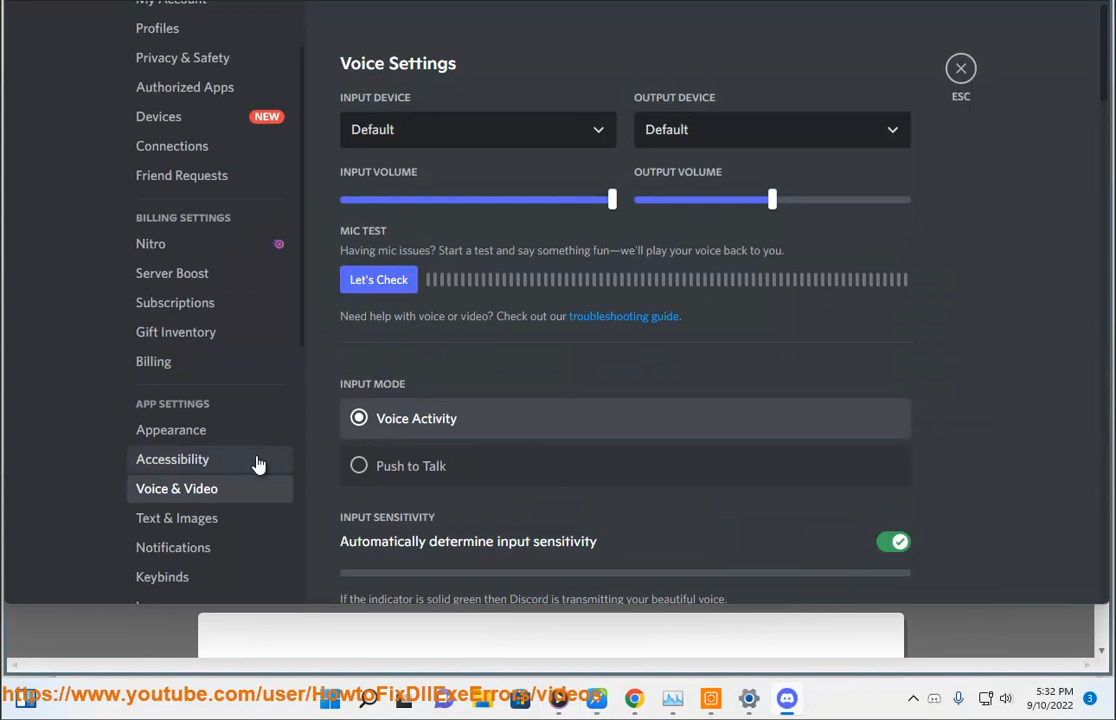 My Account
Profiles
Privacy & Safety
Authorized Apps
Devices NEW
Connections
Friend Requests
BILLING SETTINGS
Nitro
Server Boost
Subscriptions
Gift Inventory
Billing
APP SETTINGS
Appearance
Accessibility
Voice & Video
Text & Images
Notifications
Keybinds
Voice Settings
ESC
INPUT DEVICE
OUTPUT DEVICE
Default
Default
INPUT VOLUME
OUTPUT VOLUME
MIC TEST
Having mic issues? Start a test and say something fun—we'll play your voice back to you.
Let's Check
Need help with voice or video? Check out our troubleshooting guide.
INPUT MODE
Voice Activity
Push to Talk
INPUT SENSITIVITY
Automatically determine input sensitivity
If the indicator is solid green then Discord is transmitting your beautiful voice.
https://www.youtube.com/user/HowtoFixDllExeErrors/videos
5:32 PM
9/10/2022
3